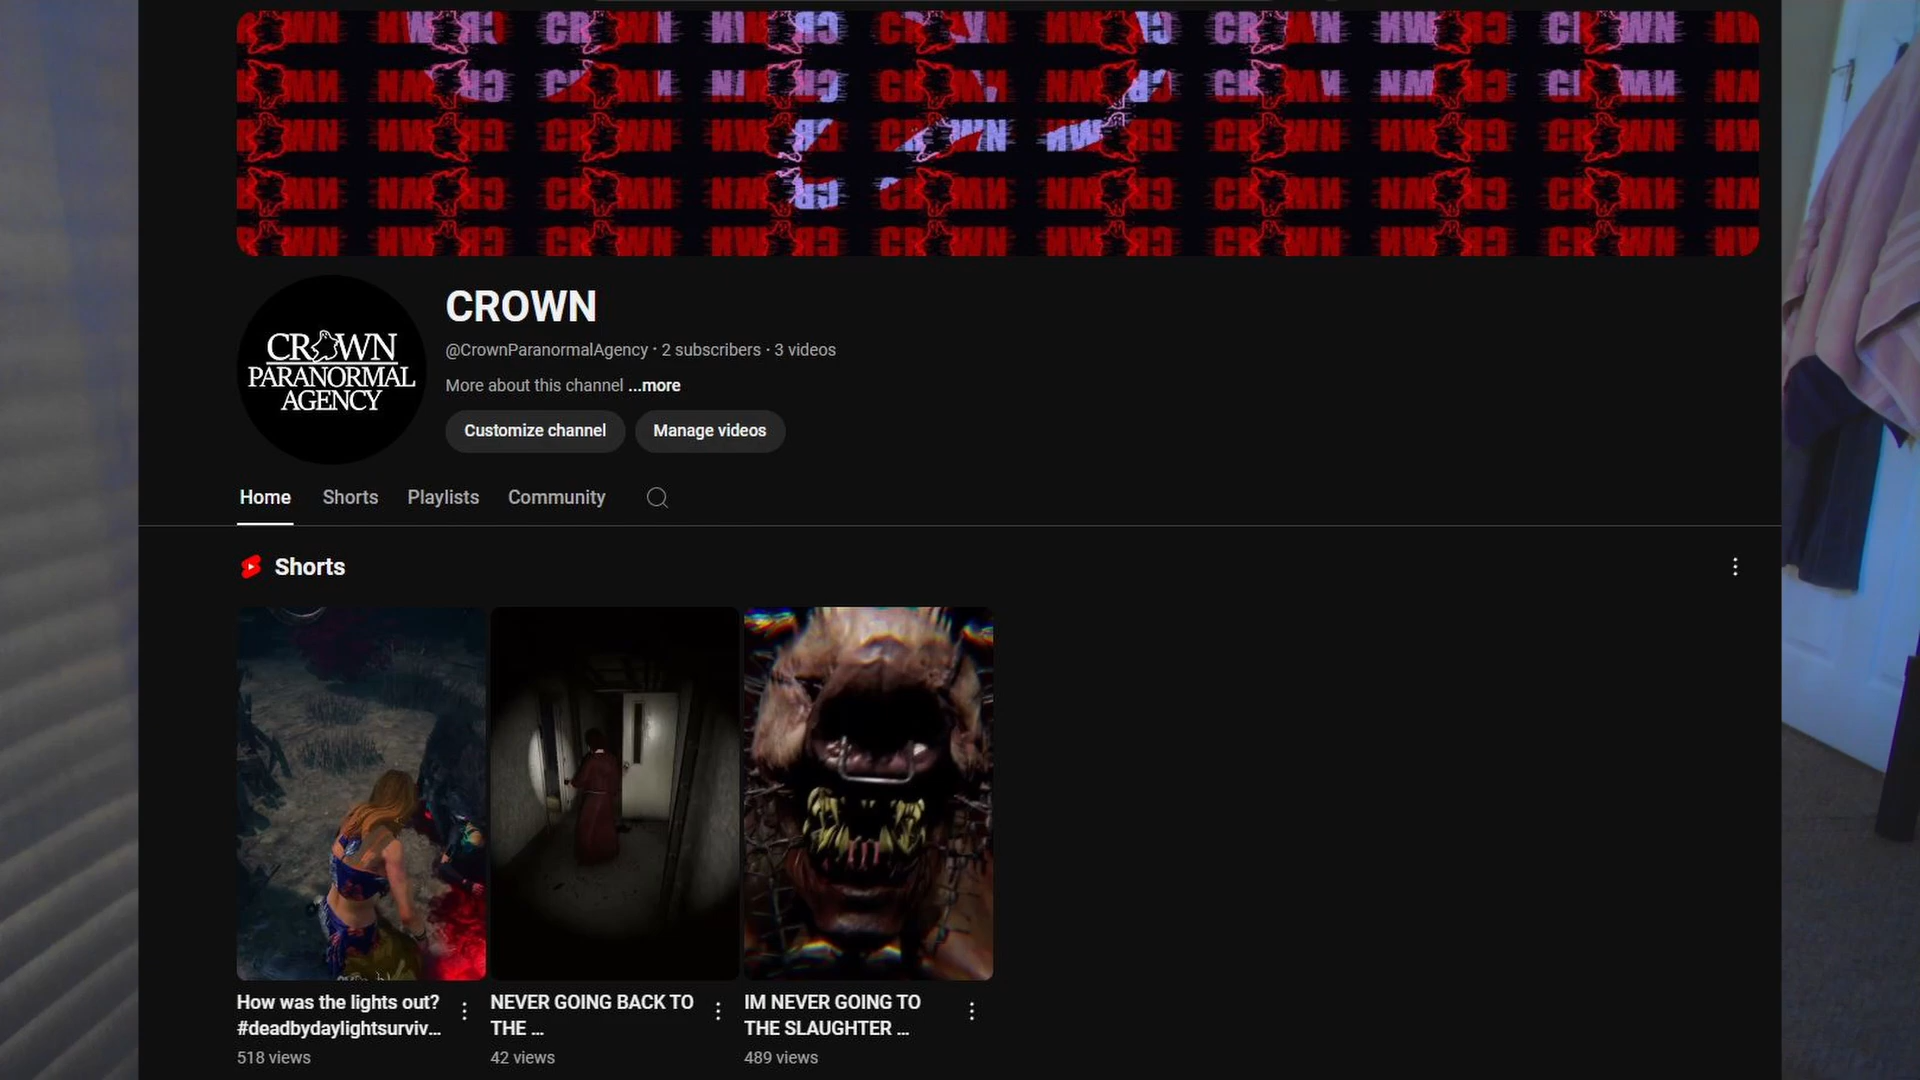 CROWN
CROWN
PARANORMAL
AGENCY
CROWN
@CrownParanormalAgency · 2 subscribers · 3 videos
More about this channel ...more
Customize channel
Manage videos
Home
Shorts
Playlists
Community
Shorts
How was the lights out?
#deadbydaylightsurviv...
518 views
NEVER GOING BACK TO
THE ...
42 views
IM NEVER GOING TO
THE SLAUGHTER ...
489 views